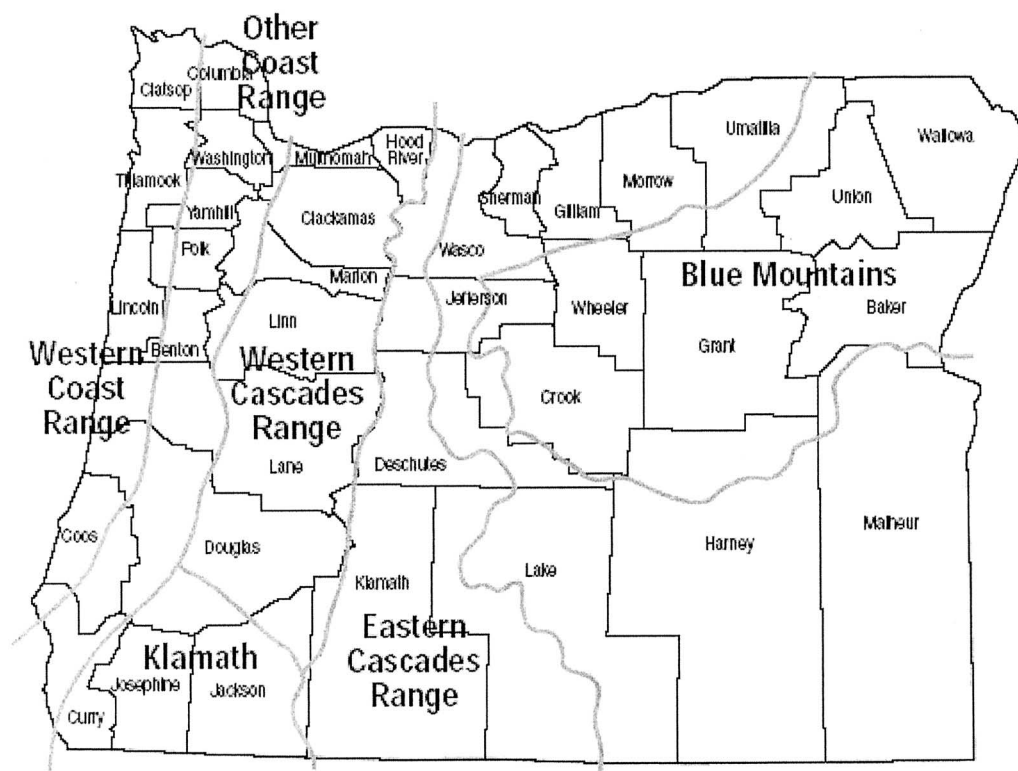 Other
Coast
Range
Clatsop
Columbia
Tillamook
Washington
Multnomah
Hood
River
Umatilla
Wallowa
Yamhill
Clackamas
Sherman
Gilliam
Morrow
Union
Polk
Wasco
Marion
Blue Mountains
Lincoln
Linn
Jefferson
Wheeler
Baker
Benton
Grant
Western
Coast
Range
Western
Cascades
Range
Crook
Lane
Deschutes
Coos
Douglas
Klamath
Lake
Harney
Malheur
Eastern
Cascades
Range
Klamath
Josephine
Jackson
Curry